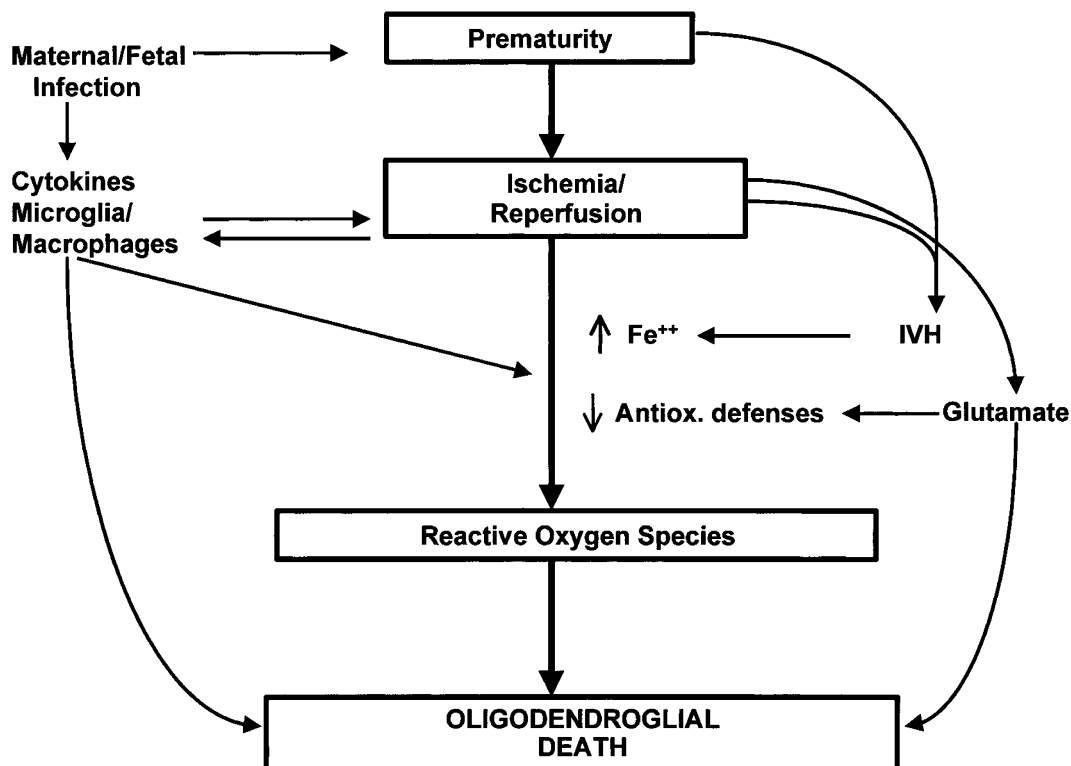 Prematurity
Maternal/Fetal
Infection
Cytokines
Microglia/
Macrophages
Ischemia/
Reperfusion
↑ Fe⁺⁺
IVH
↓ Antiox. defenses
Glutamate
Reactive Oxygen Species
OLIGODENDROGLIAL
DEATH